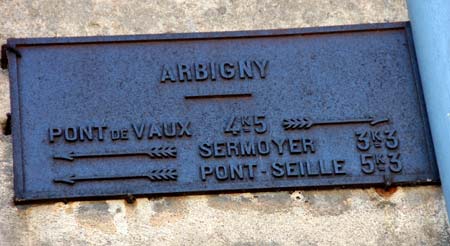 ARBIGNY
PONT DE VAUX 4K5
SERMOYER 3K3
PONT-SEILLE 5K3